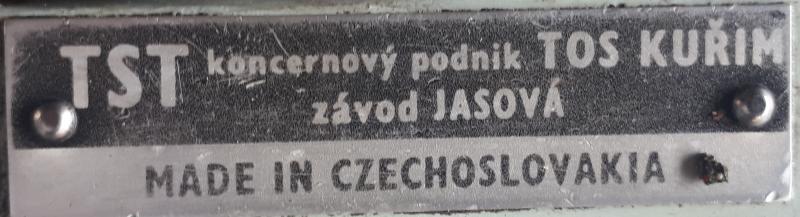 TST koncernový podnik TOS KUŘIM
závod JASOVÁ
MADE IN CZECHOSLOVAKIA